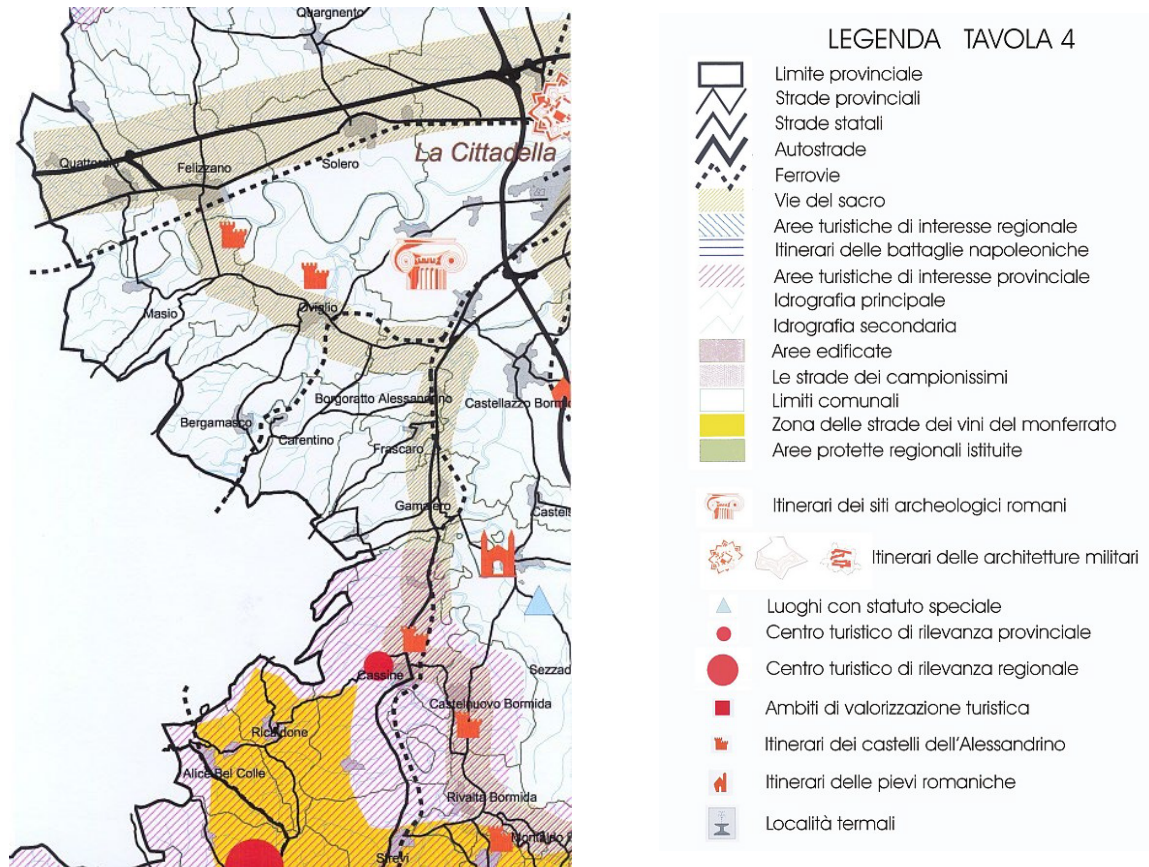 Quargnento
La Cittadella
Solero
Felizzano
Oviglio
Masio
Borgoratto Alessandrino
Bergamasco
Carentino
Frascaro
Gamalero
Cassine
Castelnuovo Bormida
Ricaldone
Alice Bel Colle
Rivalta Bormida
Strevi
LEGENDA TAVOLA 4
Limite provinciale
Strade provinciali
Strade statali
Autostrade
Ferrovie
Vie del sacro
Aree turistiche di interesse regionale
Itinerari delle battaglie napoleoniche
Aree turistiche di interesse provinciale
Idrografia principale
Idrografia secondaria
Aree edificate
Le strade dei campionissimi
Limiti comunali
Zona delle strade dei vini del monferrato
Aree protette regionali istituite
Itinerari dei siti archeologici romani
Itinerari delle architetture militari
Luoghi con statuto speciale
Centro turistico di rilevanza provinciale
Centro turistico di rilevanza regionale
Ambiti di valorizzazione turistica
Itinerari dei castelli dell'Alessandrino
Itinerari delle pievi romaniche
Località termali